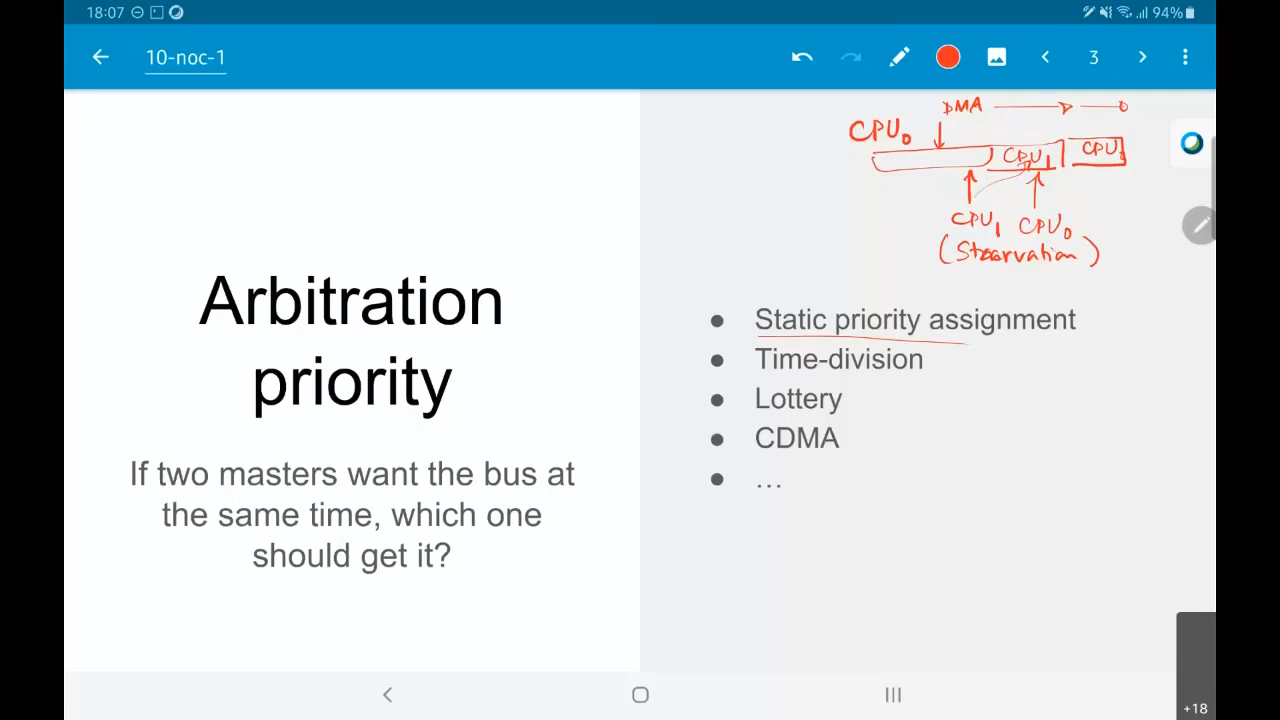 18:07
94%
10-noc-1
3
DMA
CPU0
CPU1
CPU
CPU1 CPU0
(Starvation)
Arbitration
priority
If two masters want the bus at
the same time, which one
should get it?
● Static priority assignment
● Time-division
● Lottery
● CDMA
● …
+18